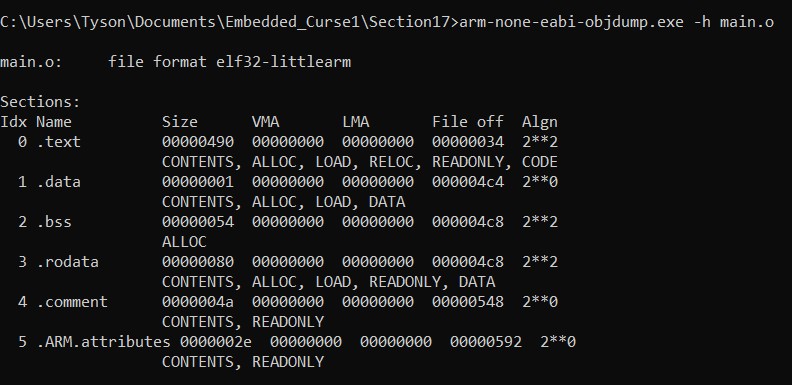 C:\Users\Tyson\Documents\Embedded_Curse1\Section17>arm-none-eabi-objdump.exe -h main.o
main.o:     file format elf32-littlearm
Sections:
Idx Name          Size      VMA       LMA       File off  Algn
  0 .text         00000490  00000000  00000000  00000034  2**2
                  CONTENTS, ALLOC, LOAD, RELOC, READONLY, CODE
  1 .data         00000001  00000000  00000000  000004c4  2**0
                  CONTENTS, ALLOC, LOAD, DATA
  2 .bss          00000054  00000000  00000000  000004c8  2**2
                  ALLOC
  3 .rodata       00000080  00000000  00000000  000004c8  2**2
                  CONTENTS, ALLOC, LOAD, READONLY, DATA
  4 .comment      0000004a  00000000  00000000  00000548  2**0
                  CONTENTS, READONLY
  5 .ARM.attributes 0000002e  00000000  00000000  00000592  2**0
                  CONTENTS, READONLY